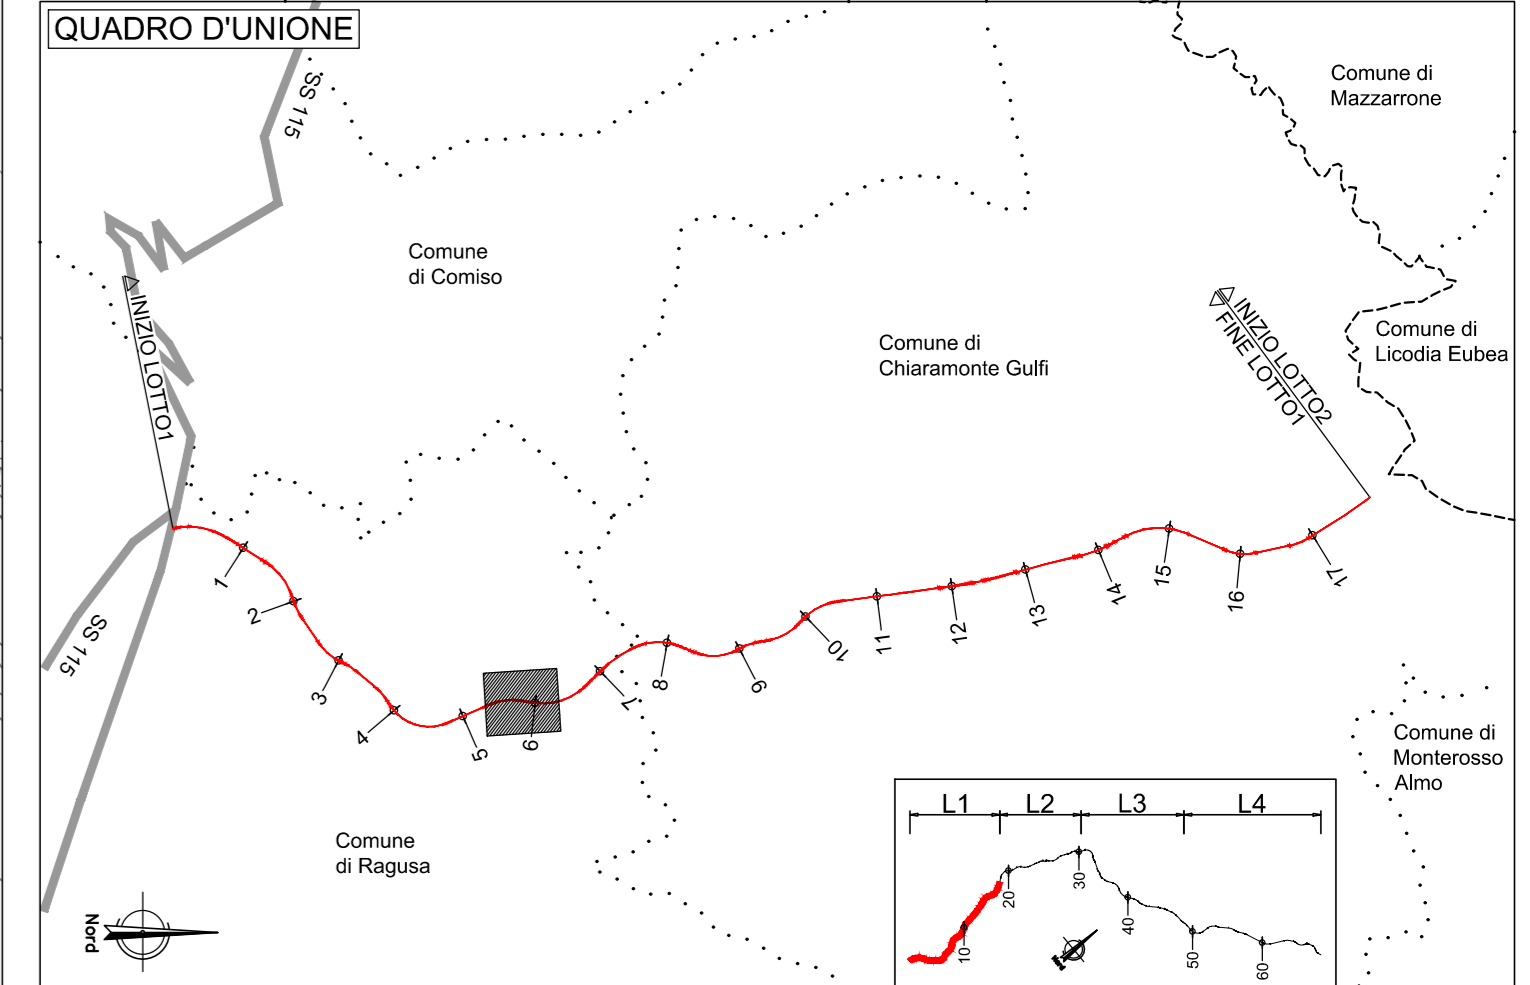 QUADRO D'UNIONE
SS 115
Comune di
Mazzarrone
Comune
di Comiso
INIZIO LOTTO1
Comune di
Chiaramonte Gulfi
INIZIO LOTTO2
FINE LOTTO1
Comune di
Licodia Eubea
1
2
3
4
5
6
7
8
9
10
11
12
13
14
15
16
17
SS 115
Comune di
Monterosso
Almo
Comune
di Ragusa
Nord
L1 L2 L3 L4
10
20
30
40
50
60
Nord